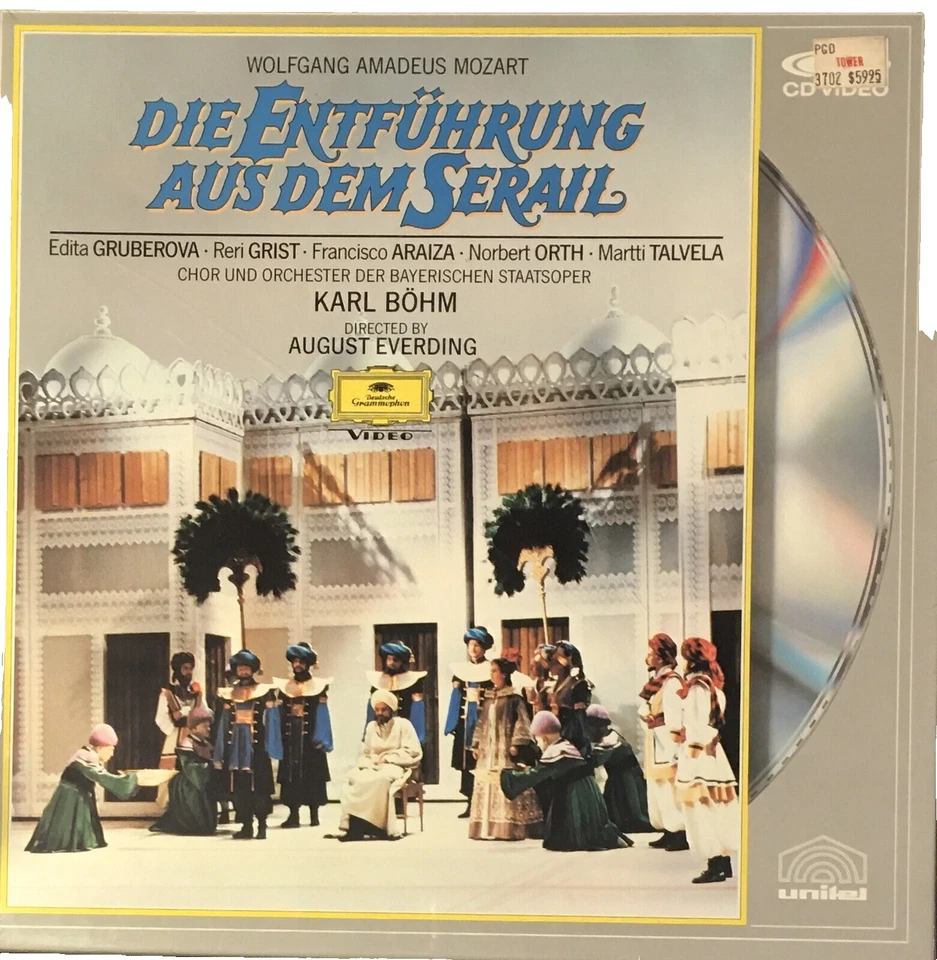 WOLFGANG AMADEUS MOZART
DIE ENTFÜHRUNG
AUS DEM SERAIL
Edita GRUBEROVA · Reri GRIST · Francisco ARAIZA · Norbert ORTH · Martti TALVELA
CHOR UND ORCHESTER DER BAYERISCHEN STAATSOPER
KARL BÖHM
DIRECTED BY
AUGUST EVERDING
Deutsche
Grammophon
VIDEO
PGD
TOWER
3702 $5925
CD VIDEO
unitel